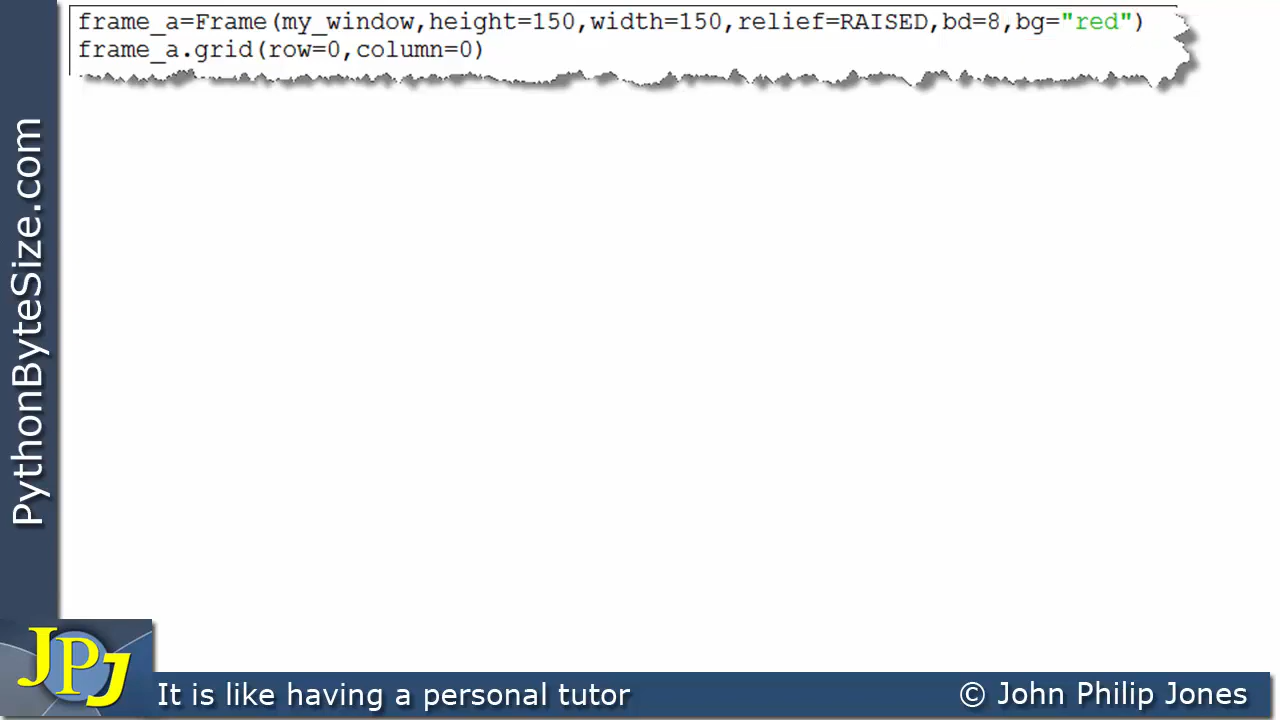 frame_a=Frame(my_window,height=150,width=150,relief=RAISED,bd=8,bg="red")
frame_a.grid(row=0,column=0)
PythonByteSize.com
JPJ
It is like having a personal tutor
© John Philip Jones